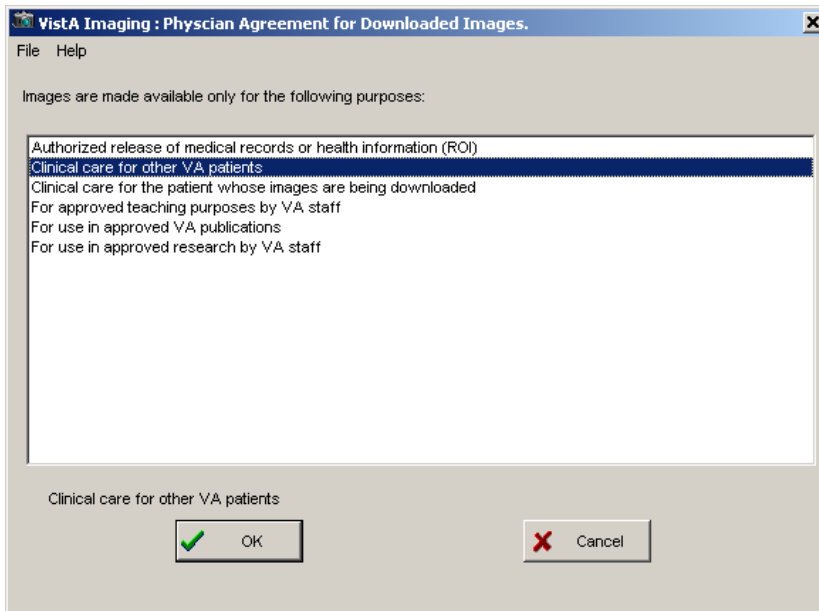 VistA Imaging : Physcian Agreement for Downloaded Images.
File Help
Images are made available only for the following purposes:
Authorized release of medical records or health information (ROI)
Clinical care for other VA patients
Clinical care for the patient whose images are being downloaded
For approved teaching purposes by VA staff
For use in approved VA publications
For use in approved research by VA staff
Clinical care for other VA patients
OK Cancel